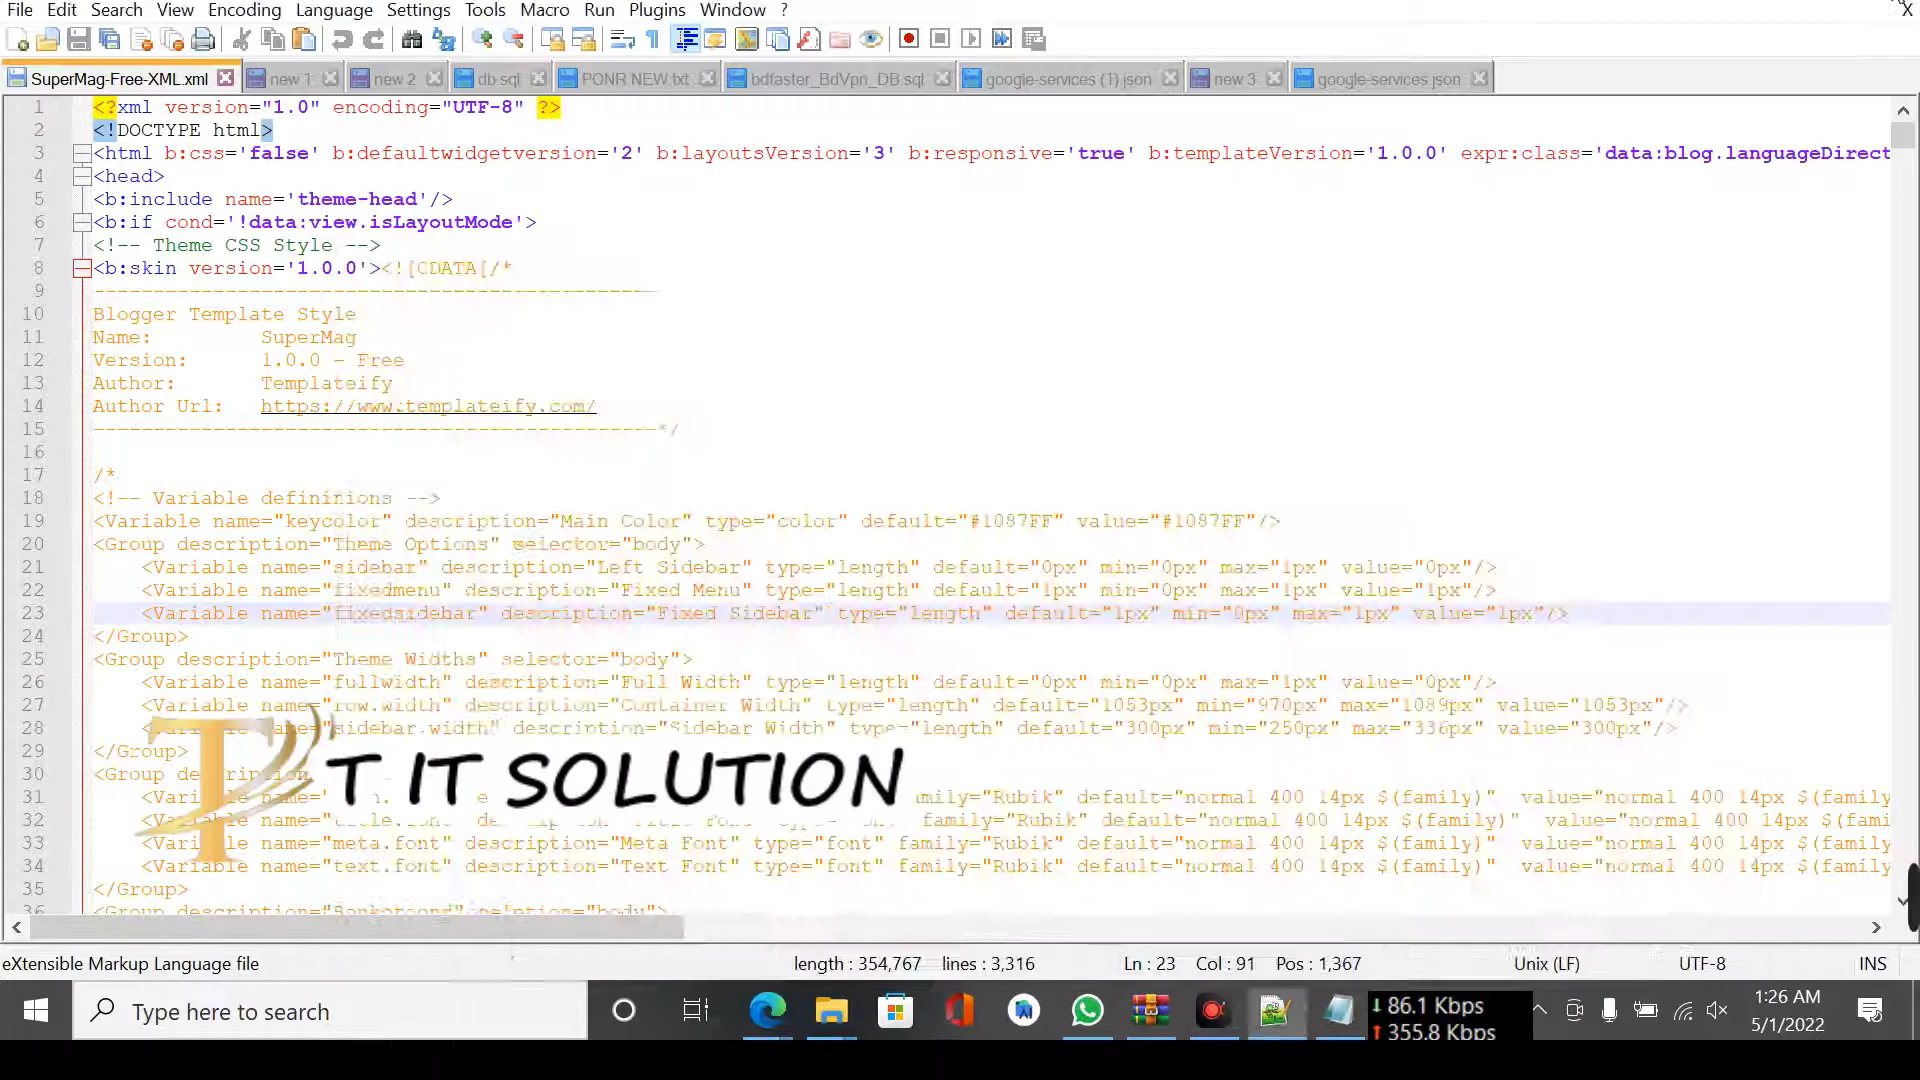 File Edit Search View Encoding Language Settings Tools Macro Run Plugins Window ? X
SuperMag-Free-XML.xml new 1 new 2 db.sql PONR NEW.txt bdfaster_BdVpn_DB.sql google-services (1).json new 3 google-services.json
1 <?xml version="1.0" encoding="UTF-8" ?>
2 <!DOCTYPE html>
3 <html b:css='false' b:defaultwidgetversion='2' b:layoutsVersion='3' b:responsive='true' b:templateVersion='1.0.0' expr:class='data:blog.languageDirect
4 <head>
5 <b:include name='theme-head'/>
6 <b:if cond='!data:view.isLayoutMode'>
7 <!-- Theme CSS Style -->
8 <b:skin version='1.0.0'><![CDATA[/*
9 -----------------------------------------------
10 Blogger Template Style
11 Name: SuperMag
12 Version: 1.0.0 - Free
13 Author: Templateify
14 Author Url: https://www.templateify.com/
15 -----------------------------------------------*/
16
17 /*
18 <!-- Variable defininions -->
19 <Variable name="keycolor" description="Main Color" type="color" default="#1087FF" value="#1087FF"/>
20 <Group description="Theme Options" selector="body">
21 <Variable name="sidebar" description="Left Sidebar" type="length" default="0px" min="0px" max="1px" value="0px"/>
22 <Variable name="fixedmenu" description="Fixed Menu" type="length" default="1px" min="0px" max="1px" value="1px"/>
23 <Variable name="fixedsidebar" description="Fixed Sidebar" type="length" default="1px" min="0px" max="1px" value="1px"/>
24 </Group>
25 <Group description="Theme Widths" selector="body">
26 <Variable name="fullwidth" description="Full Width" type="length" default="0px" min="0px" max="1px" value="0px"/>
27 name="row.width" description="Container Width" type="length" default="1053px" min="970px" max="1089px" value="1053px"/>
28 name="sidebar.width" description="Sidebar Width" type="length" default="300px" min="250px" max="336px" value="300px"/>
29 </Group>
30 <Group
31 family="Rubik" default="normal 400 14px $(family)" value="normal 400 14px $(family
32 family="Rubik" default="normal 400 14px $(family)" value="normal 400 14px $(fami
33 name="meta.font" description="Meta Font" type="font" family="Rubik" default="normal 400 14px $(family)" value="normal 400 14px $(family
34 name="text.font" description="Text Font" type="font" family="Rubik" default="normal 400 14px $(family)" value="normal 400 14px $(family
35 </Group>
36 <Group
T IT SOLUTION
eXtensible Markup Language file length : 354,767 lines : 3,316 Ln : 23 Col : 91 Pos : 1,367 Unix (LF) UTF-8 INS
Type here to search
↓ 86.1 Kbps
↑ 355.8 Kbps
1:26 AM
5/1/2022